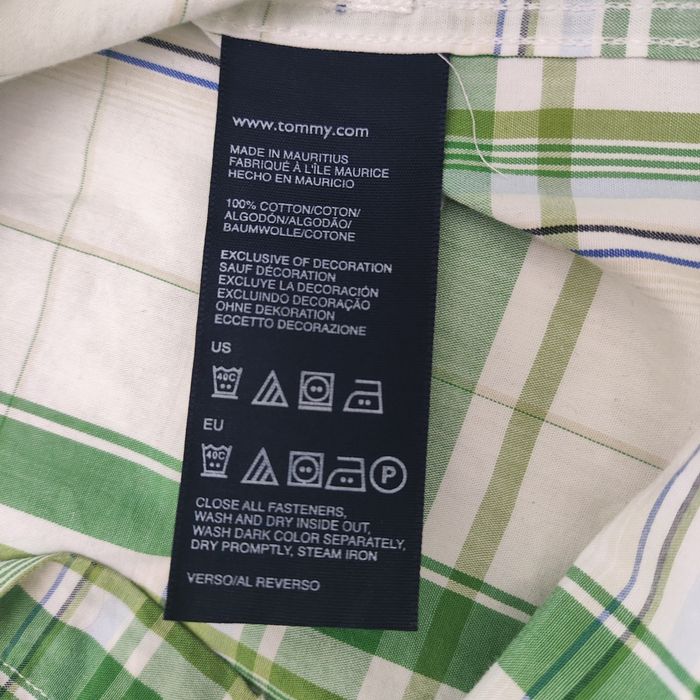 www.tommy.com
MADE IN MAURITIUS
FABRIQUÉ À L'ÎLE MAURICE
HECHO EN MAURICIO
100% COTTON/COTON/
ALGODÓN/ALGODÃO/
BAUMWOLLE/COTONE
EXCLUSIVE OF DECORATION
SAUF DÉCORATION
EXCLUYE LA DECORACIÓN
EXCLUINDO DECORAÇÃO
OHNE DEKORATION
ECCETTO DECORAZIONE
US
40C
EU
40C P
CLOSE ALL FASTENERS,
WASH AND DRY INSIDE OUT,
WASH DARK COLOR SEPARATELY,
DRY PROMPTLY, STEAM IRON
VERSO/AL REVERSO